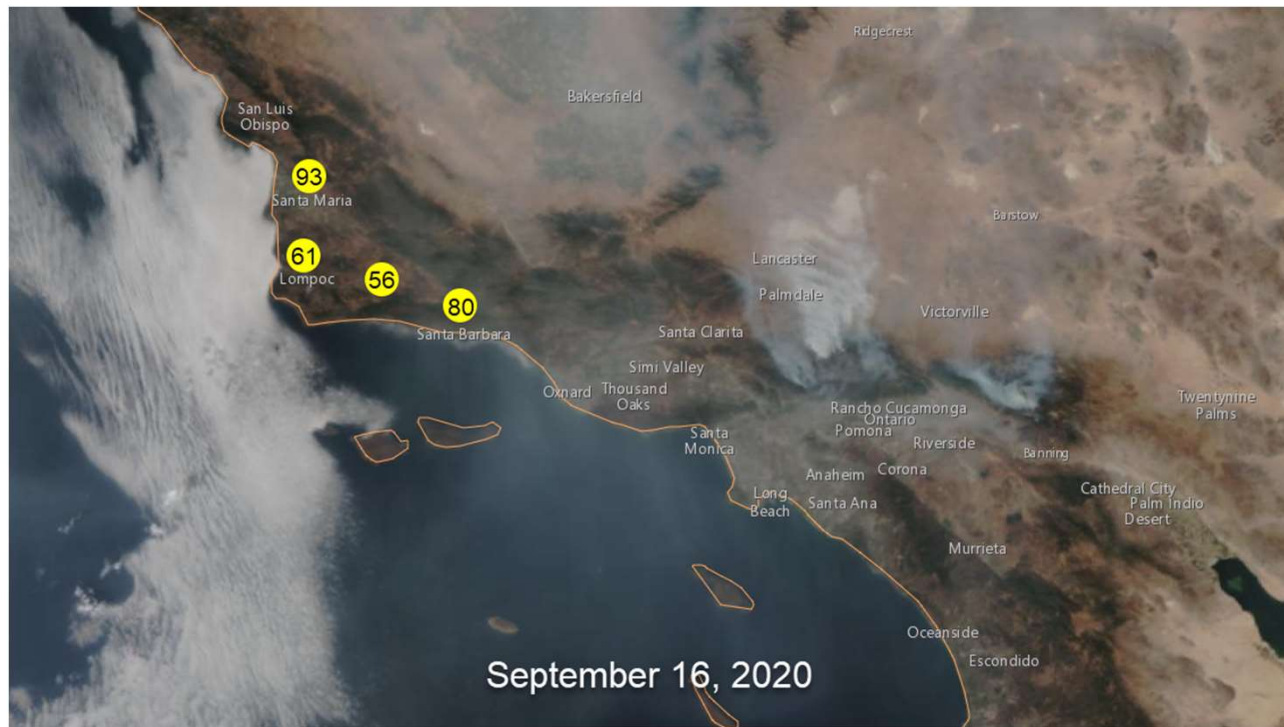 Ridgecrest
Bakersfield
San Luis
Obispo
93
Santa Maria
Barstow
61
Lompoc
56
80
Santa Barbara
Lancaster
Palmdale
Victorville
Santa Clarita
Simi Valley
Oxnard
Thousand
Oaks
Rancho Cucamonga
Ontario
Pomona
Riverside
Twentynine
Palms
Santa
Monica
Banning
Anaheim
Corona
Cathedral City
Palm
Desert
Indio
Long
Beach
Santa Ana
Murrieta
Oceanside
Escondido
September 16, 2020